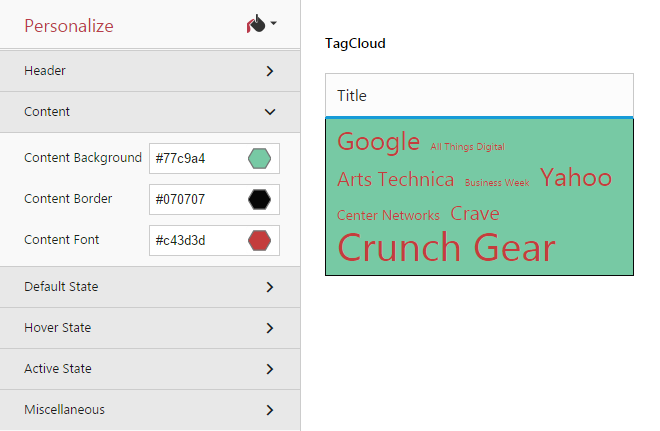 Personalize
Header
Content
Content Background #77c9a4
Content Border #070707
Content Font #c43d3d
Default State
Hover State
Active State
Miscellaneous
TagCloud
Title
Google All Things Digital
Arts Technica Business Week Yahoo
Center Networks Crave
Crunch Gear